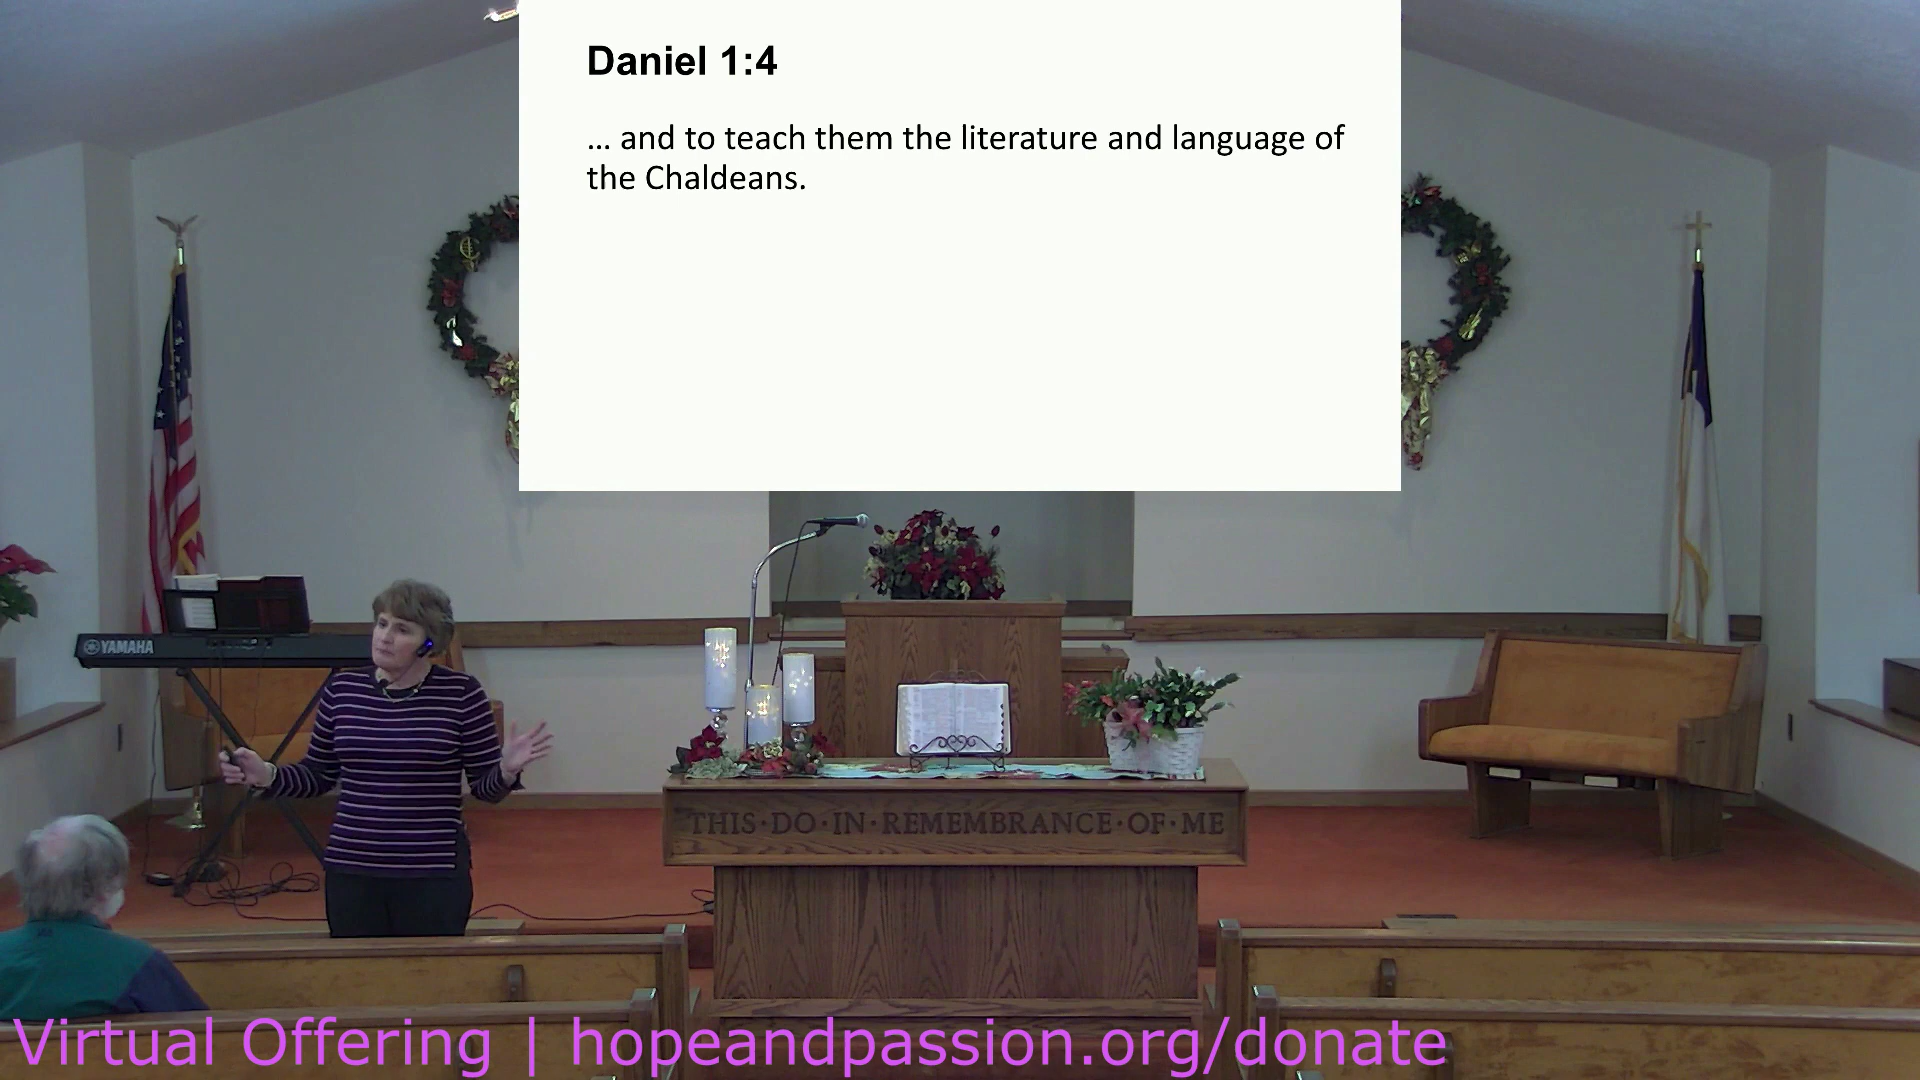 Daniel 1:4
... and to teach them the literature and language of
the Chaldeans.
YAMAHA
THIS·DO·IN·REMEMBRANCE·OF·ME
Virtual Offering | hopeandpassion.org/donate